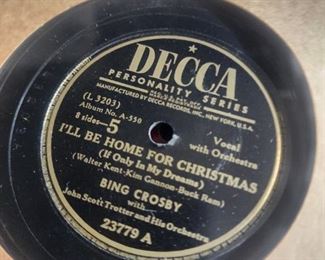 DECCA
PERSONALITY SERIES
MANUFACTURED BY DECCA RECORDS, INC., NEW YORK, U.S.A.
(L 3203)
Album No. A-550
8 sides-5
Vocal
with Orchestra
I'LL BE HOME FOR CHRISTMAS
(If Only In My Dreams)
(Walter Kent-Kim Gannon-Buck Ram)
BING CROSBY
with
John Scott Trotter and His Orchestra
23779 A